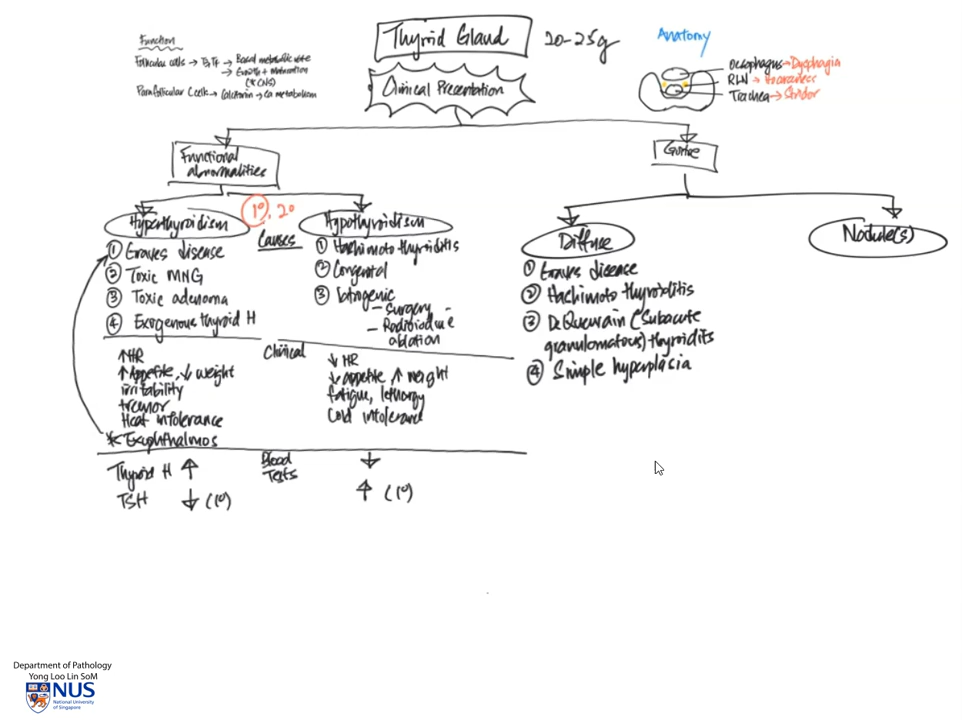 Thyroid Gland
20-25g
Clinical Presentation
Function
Follicular cells → T3T4 → Basal metabolic rate
→ Growth + Maturation
(*CNS)
Parafollicular C cells → Calcitonin → Ca metabolism
Anatomy
Oesophagus → Dysphagia
RLN → Hoarseness
Trachea → Stridor
Functional
abnormalities
Goitre
1°, 2°
Hyperthyroidism
① Graves disease
② Toxic MNG
③ Toxic adenoma
④ Exogenous thyroid H
Causes
Hypothyroidism
① Hashimoto thyroiditis
② Congenital
③ Iatrogenic
- Surgery
- Radioiodine
ablation
Clinical
↑HR
↑Appetite, ↓ weight
irritability
tremor
Heat intolerance
* Exophthalmos
↓ HR
↓ appetite, ↑ weight
fatigue, lethargy
Cold intolerance
Blood
Tests
Thyroid H ↑
TSH ↓ (1°)
↓
↑ (1°)
Diffuse
① Graves disease
② Hashimoto thyroiditis
③ DeQuervain (Subacute
granulomatous) thyroiditis
④ Simple hyperplasia
Nodule(s)
Department of Pathology
Yong Loo Lin SoM
NUS
National University
of Singapore